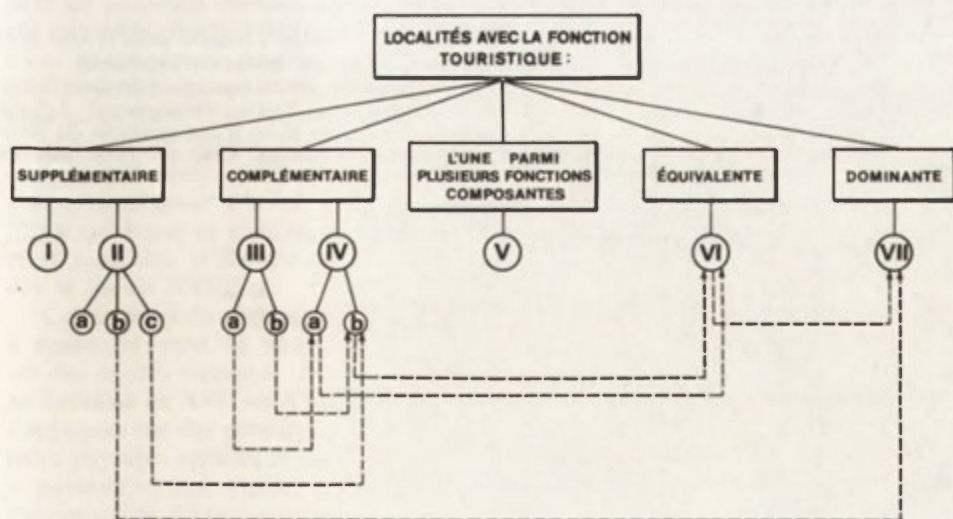 LOCALITÉS AVEC LA FONCTION
TOURISTIQUE:
SUPPLÉMENTAIRE
COMPLÉMENTAIRE
L'UNE PARMI
PLUSIEURS FONCTIONS
COMPOSANTES
ÉQUIVALENTE
DOMINANTE
I II III IV V VI VII
a b c a b a b